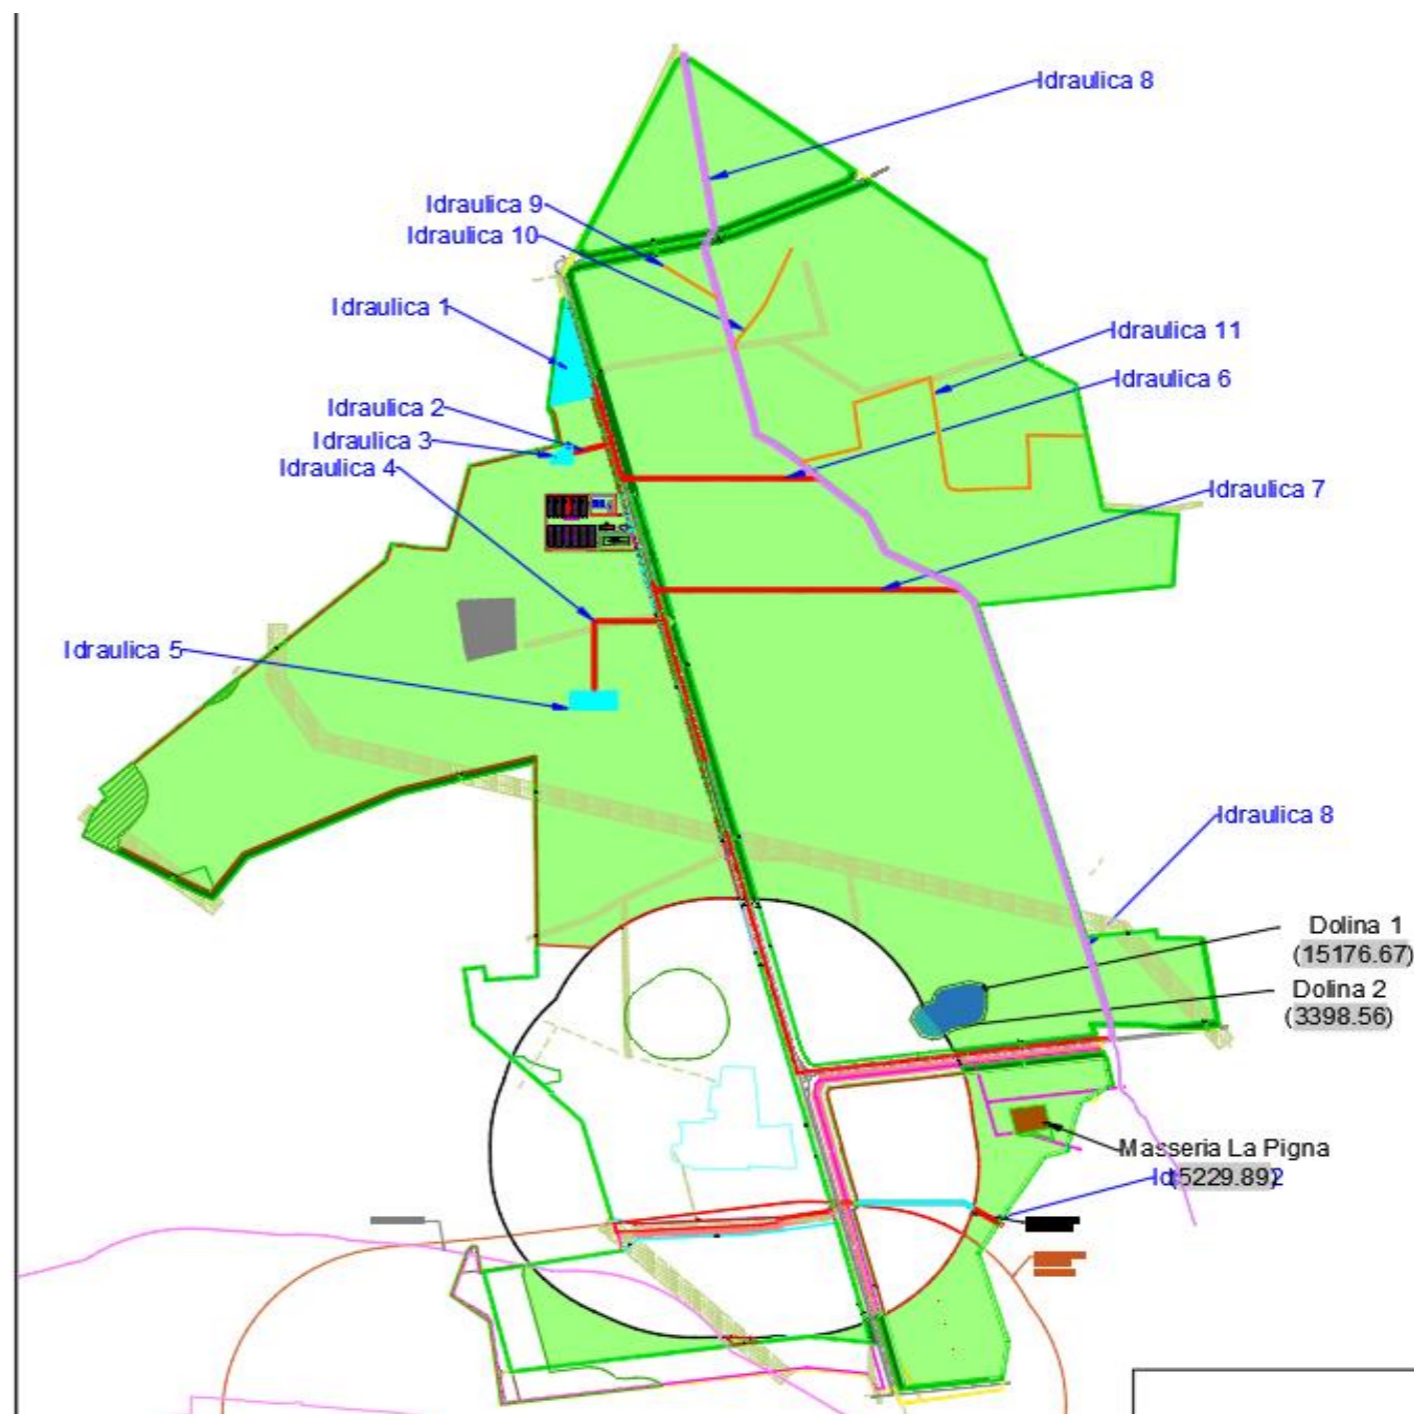 Idraulica 8
Idraulica 9
Idraulica 10
Idraulica 1
Idraulica 11
Idraulica 6
Idraulica 2
Idraulica 3
Idraulica 4
Idraulica 7
Idraulica 5
Idraulica 8
Dolina 1
(15176.67)
Dolina 2
(3398.56)
Masseria La Pigna
(5229.89)